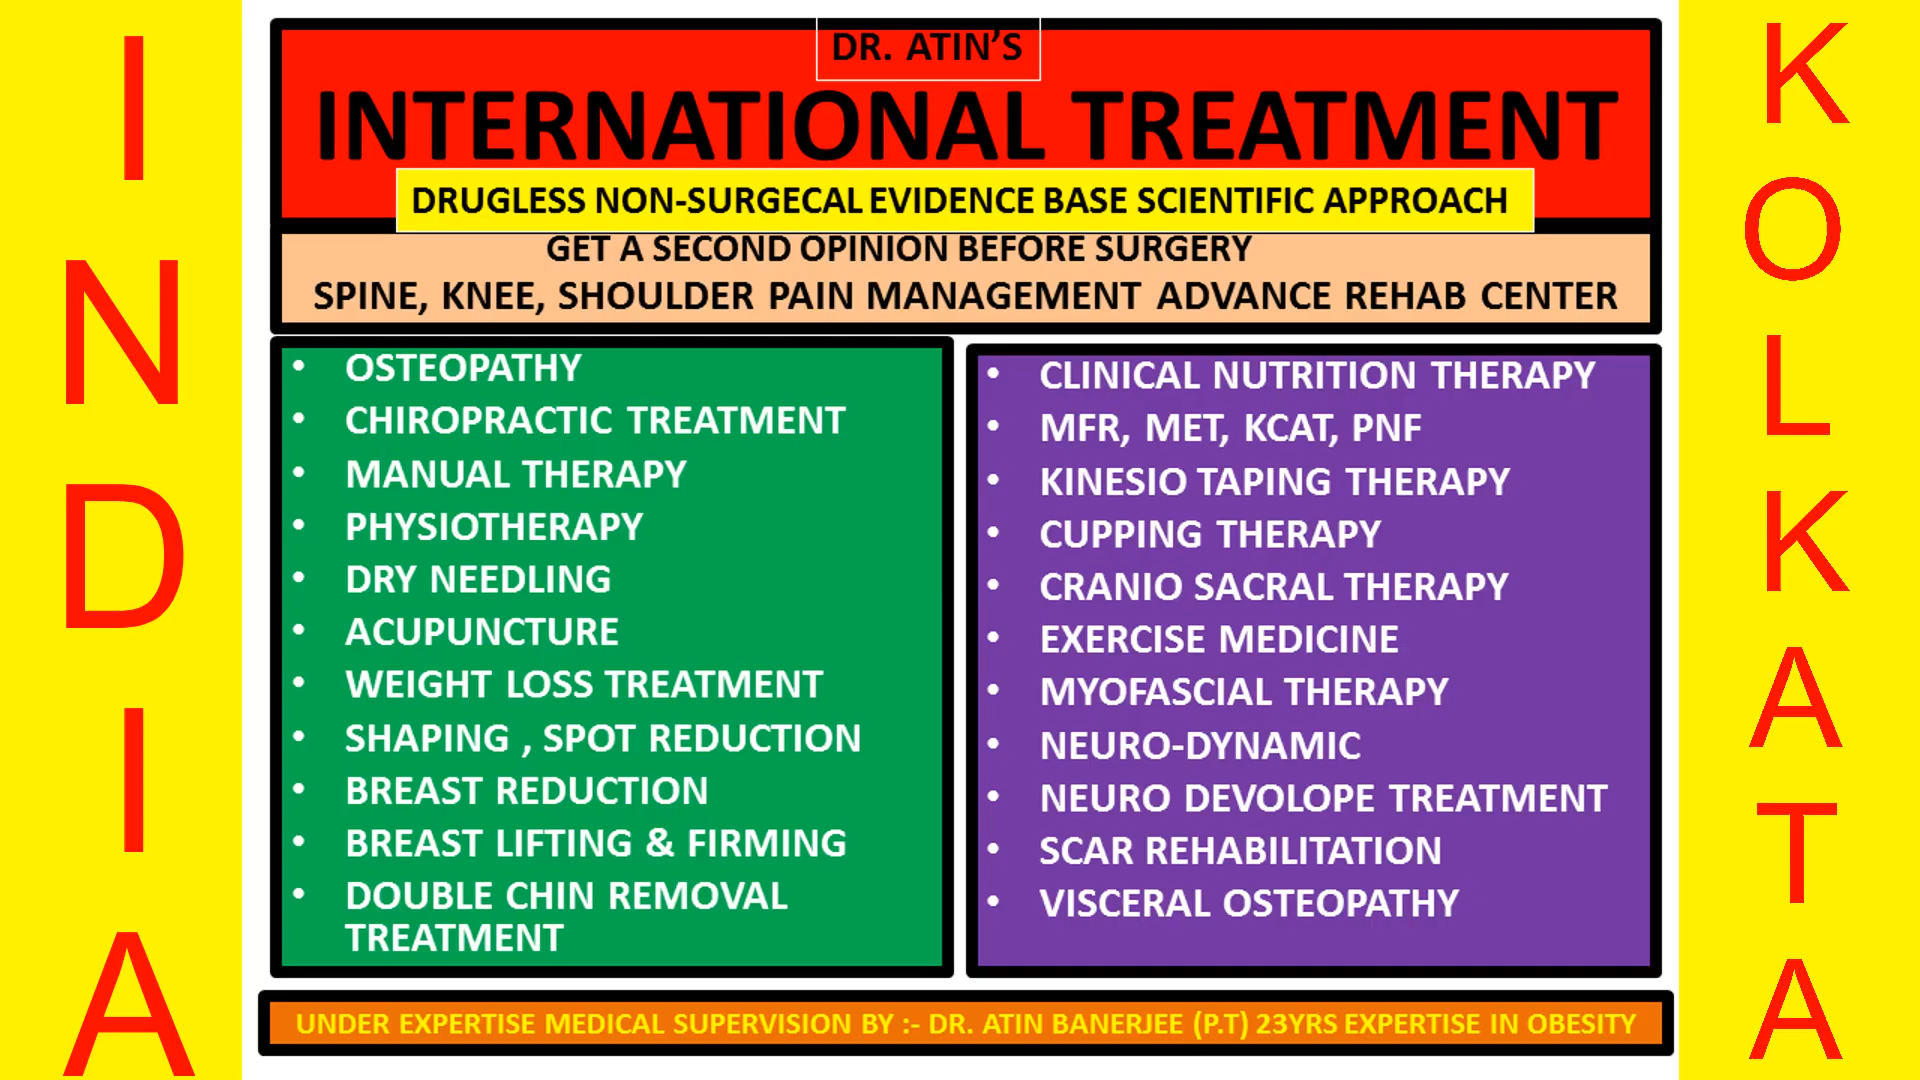 INDIA
DR. ATIN'S
INTERNATIONAL TREATMENT
DRUGLESS NON-SURGECAL EVIDENCE BASE SCIENTIFIC APPROACH
GET A SECOND OPINION BEFORE SURGERY
SPINE, KNEE, SHOULDER PAIN MANAGEMENT ADVANCE REHAB CENTER
• OSTEOPATHY
• CHIROPRACTIC TREATMENT
• MANUAL THERAPY
• PHYSIOTHERAPY
• DRY NEEDLING
• ACUPUNCTURE
• WEIGHT LOSS TREATMENT
• SHAPING , SPOT REDUCTION
• BREAST REDUCTION
• BREAST LIFTING & FIRMING
• DOUBLE CHIN REMOVAL
TREATMENT
• CLINICAL NUTRITION THERAPY
• MFR, MET, KCAT, PNF
• KINESIO TAPING THERAPY
• CUPPING THERAPY
• CRANIO SACRAL THERAPY
• EXERCISE MEDICINE
• MYOFASCIAL THERAPY
• NEURO-DYNAMIC
• NEURO DEVOLOPE TREATMENT
• SCAR REHABILITATION
• VISCERAL OSTEOPATHY
UNDER EXPERTISE MEDICAL SUPERVISION BY :- DR. ATIN BANERJEE (P.T) 23YRS EXPERTISE IN OBESITY
KOLKATA